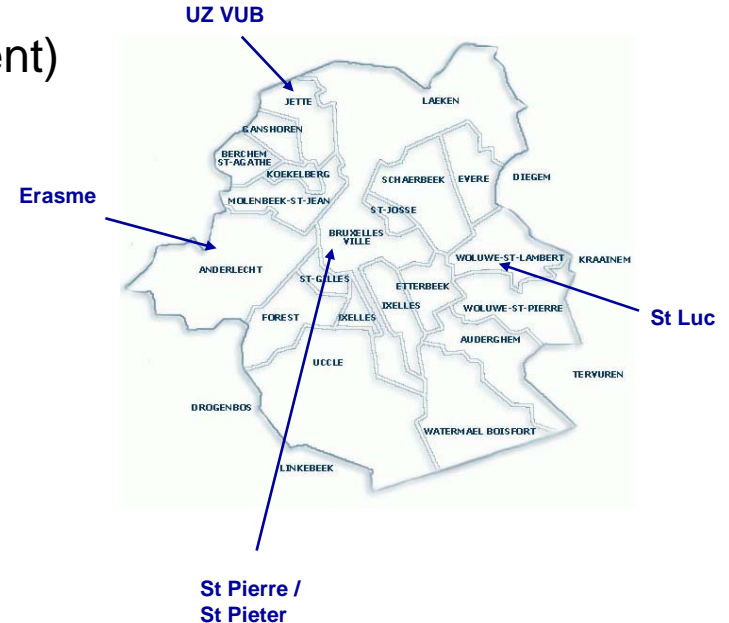 UZ VUB
ent)
JETTE
LAEKEN
GANSHOREN
BERCHEM
ST-AGATHE
KOEKELBERG
SCHAERBEEK
EVERE
DIEGEM
Erasme
MOLENBEEK-ST-JEAN
ST-JOSSE
BRUXELLES
VILLE
WOLUWE-ST-LAMBERT
KRAAINEM
ANDERLECHT
ST-GILLES
ETTERBEEK
IXELLES
WOLUWE-ST-PIERRE
St Luc
FOREST
IXELLES
AUDERGHEM
UCCLE
TERVUREN
DROGENBOS
WATERMAEL BOISFORT
LINKEBEEK
St Pierre /
St Pieter